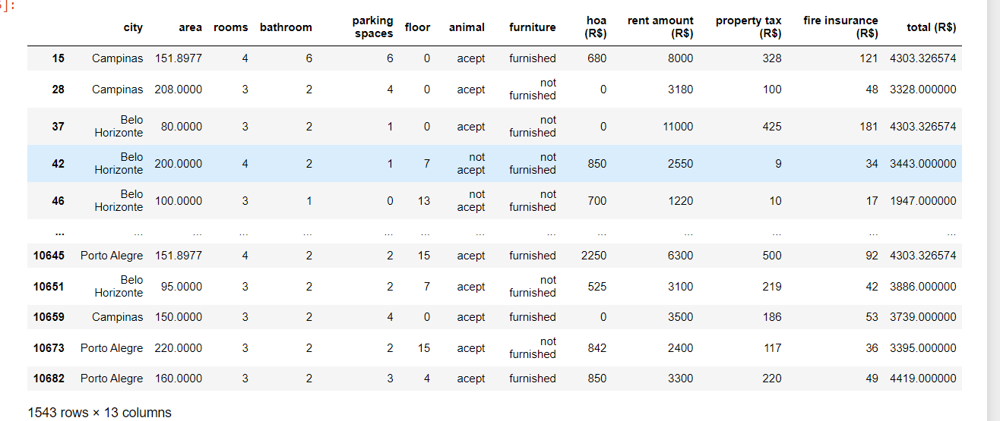 ]:
city area rooms bathroom parking spaces floor animal furniture hoa (R$) rent amount (R$) property tax (R$) fire insurance (R$) total (R$)
15 Campinas 151.8977 4 6 6 0 acept furnished 680 8000 328 121 4303.326574
28 Campinas 208.0000 3 2 4 0 acept not furnished 0 3180 100 48 3328.000000
37 Belo Horizonte 80.0000 3 2 1 0 acept not furnished 0 11000 425 181 4303.326574
42 Belo Horizonte 200.0000 4 2 1 7 not acept not furnished 850 2550 9 34 3443.000000
46 Belo Horizonte 100.0000 3 1 0 13 not acept not furnished 700 1220 10 17 1947.000000
... ... ... ... ... ... ... ... ... ... ... ... ... ...
10645 Porto Alegre 151.8977 4 2 2 15 acept furnished 2250 6300 500 92 4303.326574
10651 Belo Horizonte 95.0000 3 2 2 7 acept not furnished 525 3100 219 42 3886.000000
10659 Campinas 150.0000 3 2 4 0 acept furnished 0 3500 186 53 3739.000000
10673 Porto Alegre 220.0000 3 2 2 15 acept not furnished 842 2400 117 36 3395.000000
10682 Porto Alegre 160.0000 3 2 3 4 acept furnished 850 3300 220 49 4419.000000
1543 rows × 13 columns